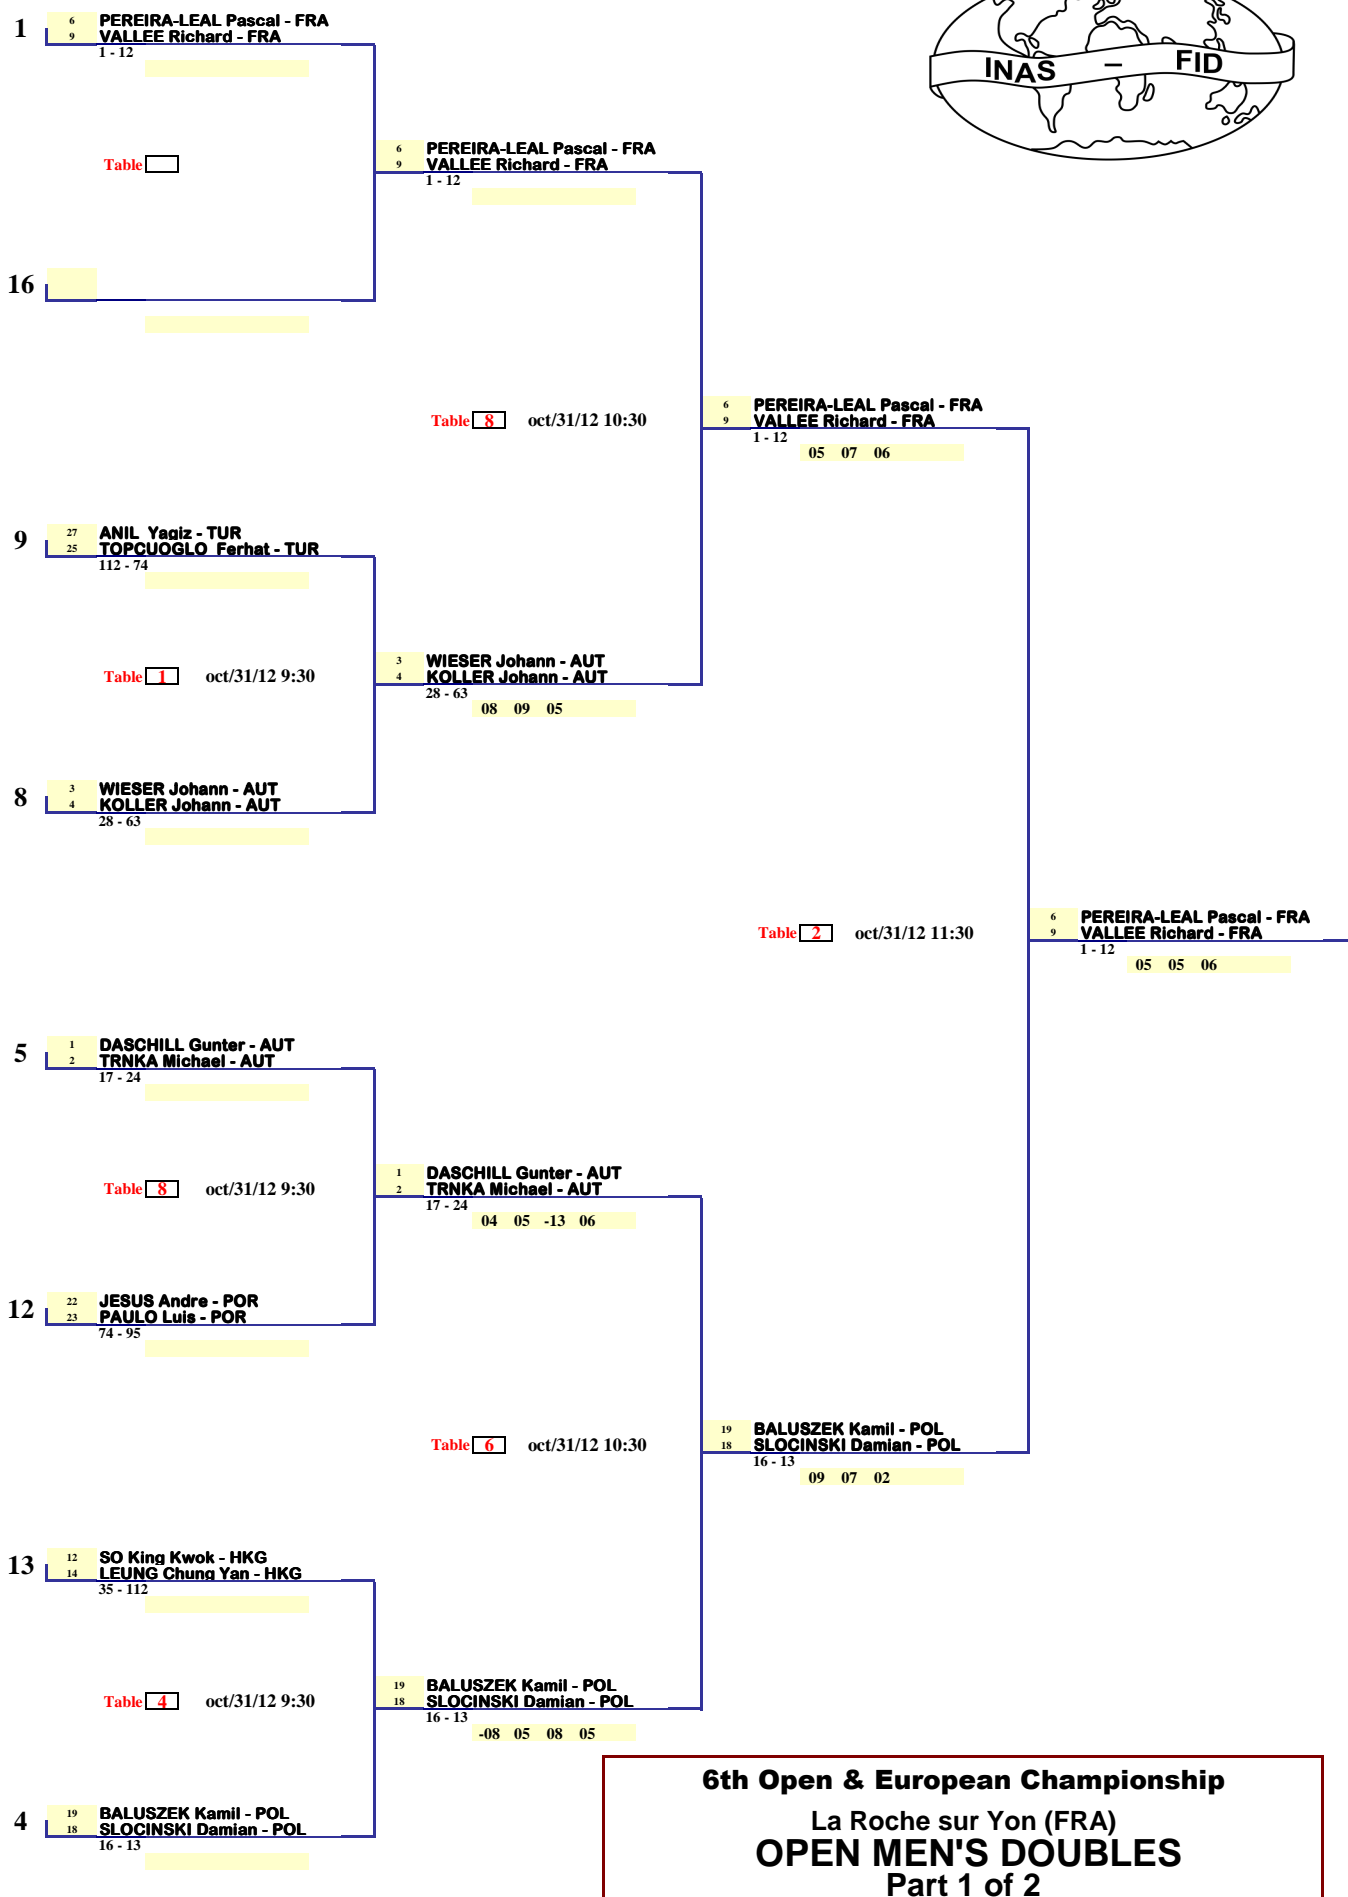 1
6 PEREIRA-LEAL Pascal - FRA
9 VALLEE Richard - FRA
1 - 12
INAS – FID
Table
6 PEREIRA-LEAL Pascal - FRA
9 VALLEE Richard - FRA
1 - 12
16
Table 8 oct/31/12 10:30
6 PEREIRA-LEAL Pascal - FRA
9 VALLEE Richard - FRA
1 - 12
05 07 06
9
27 ANIL Yagiz - TUR
25 TOPCUOGLO Ferhat - TUR
112 - 74
Table 1 oct/31/12 9:30
3 WIESER Johann - AUT
4 KOLLER Johann - AUT
28 - 63
08 09 05
8
3 WIESER Johann - AUT
4 KOLLER Johann - AUT
28 - 63
Table 2 oct/31/12 11:30
6 PEREIRA-LEAL Pascal - FRA
9 VALLEE Richard - FRA
1 - 12
05 05 06
5
1 DASCHILL Gunter - AUT
2 TRNKA Michael - AUT
17 - 24
Table 8 oct/31/12 9:30
1 DASCHILL Gunter - AUT
2 TRNKA Michael - AUT
17 - 24
04 05 -13 06
12
22 JESUS Andre - POR
23 PAULO Luis - POR
74 - 95
Table 6 oct/31/12 10:30
19 BALUSZEK Kamil - POL
18 SLOCINSKI Damian - POL
16 - 13
09 07 02
13
12 SO King Kwok - HKG
14 LEUNG Chung Yan - HKG
35 - 112
Table 4 oct/31/12 9:30
19 BALUSZEK Kamil - POL
18 SLOCINSKI Damian - POL
16 - 13
-08 05 08 05
4
19 BALUSZEK Kamil - POL
18 SLOCINSKI Damian - POL
16 - 13
6th Open & European Championship
La Roche sur Yon (FRA)
OPEN MEN'S DOUBLES
Part 1 of 2